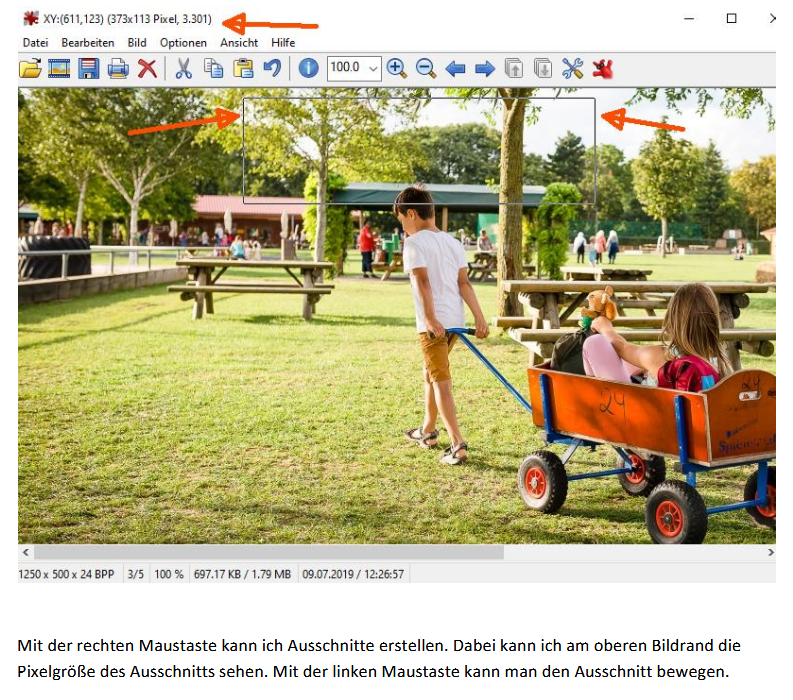 XY:(611,123) (373x113 Pixel, 3.301)
Datei Bearbeiten Bild Optionen Ansicht Hilfe
100.0
24
24
1250 x 500 x 24 BPP 3/5 100 % 697.17 KB / 1.79 MB 09.07.2019 / 12:26:57
Mit der rechten Maustaste kann ich Ausschnitte erstellen. Dabei kann ich am oberen Bildrand die
Pixelgröße des Ausschnitts sehen. Mit der linken Maustaste kann man den Ausschnitt bewegen.